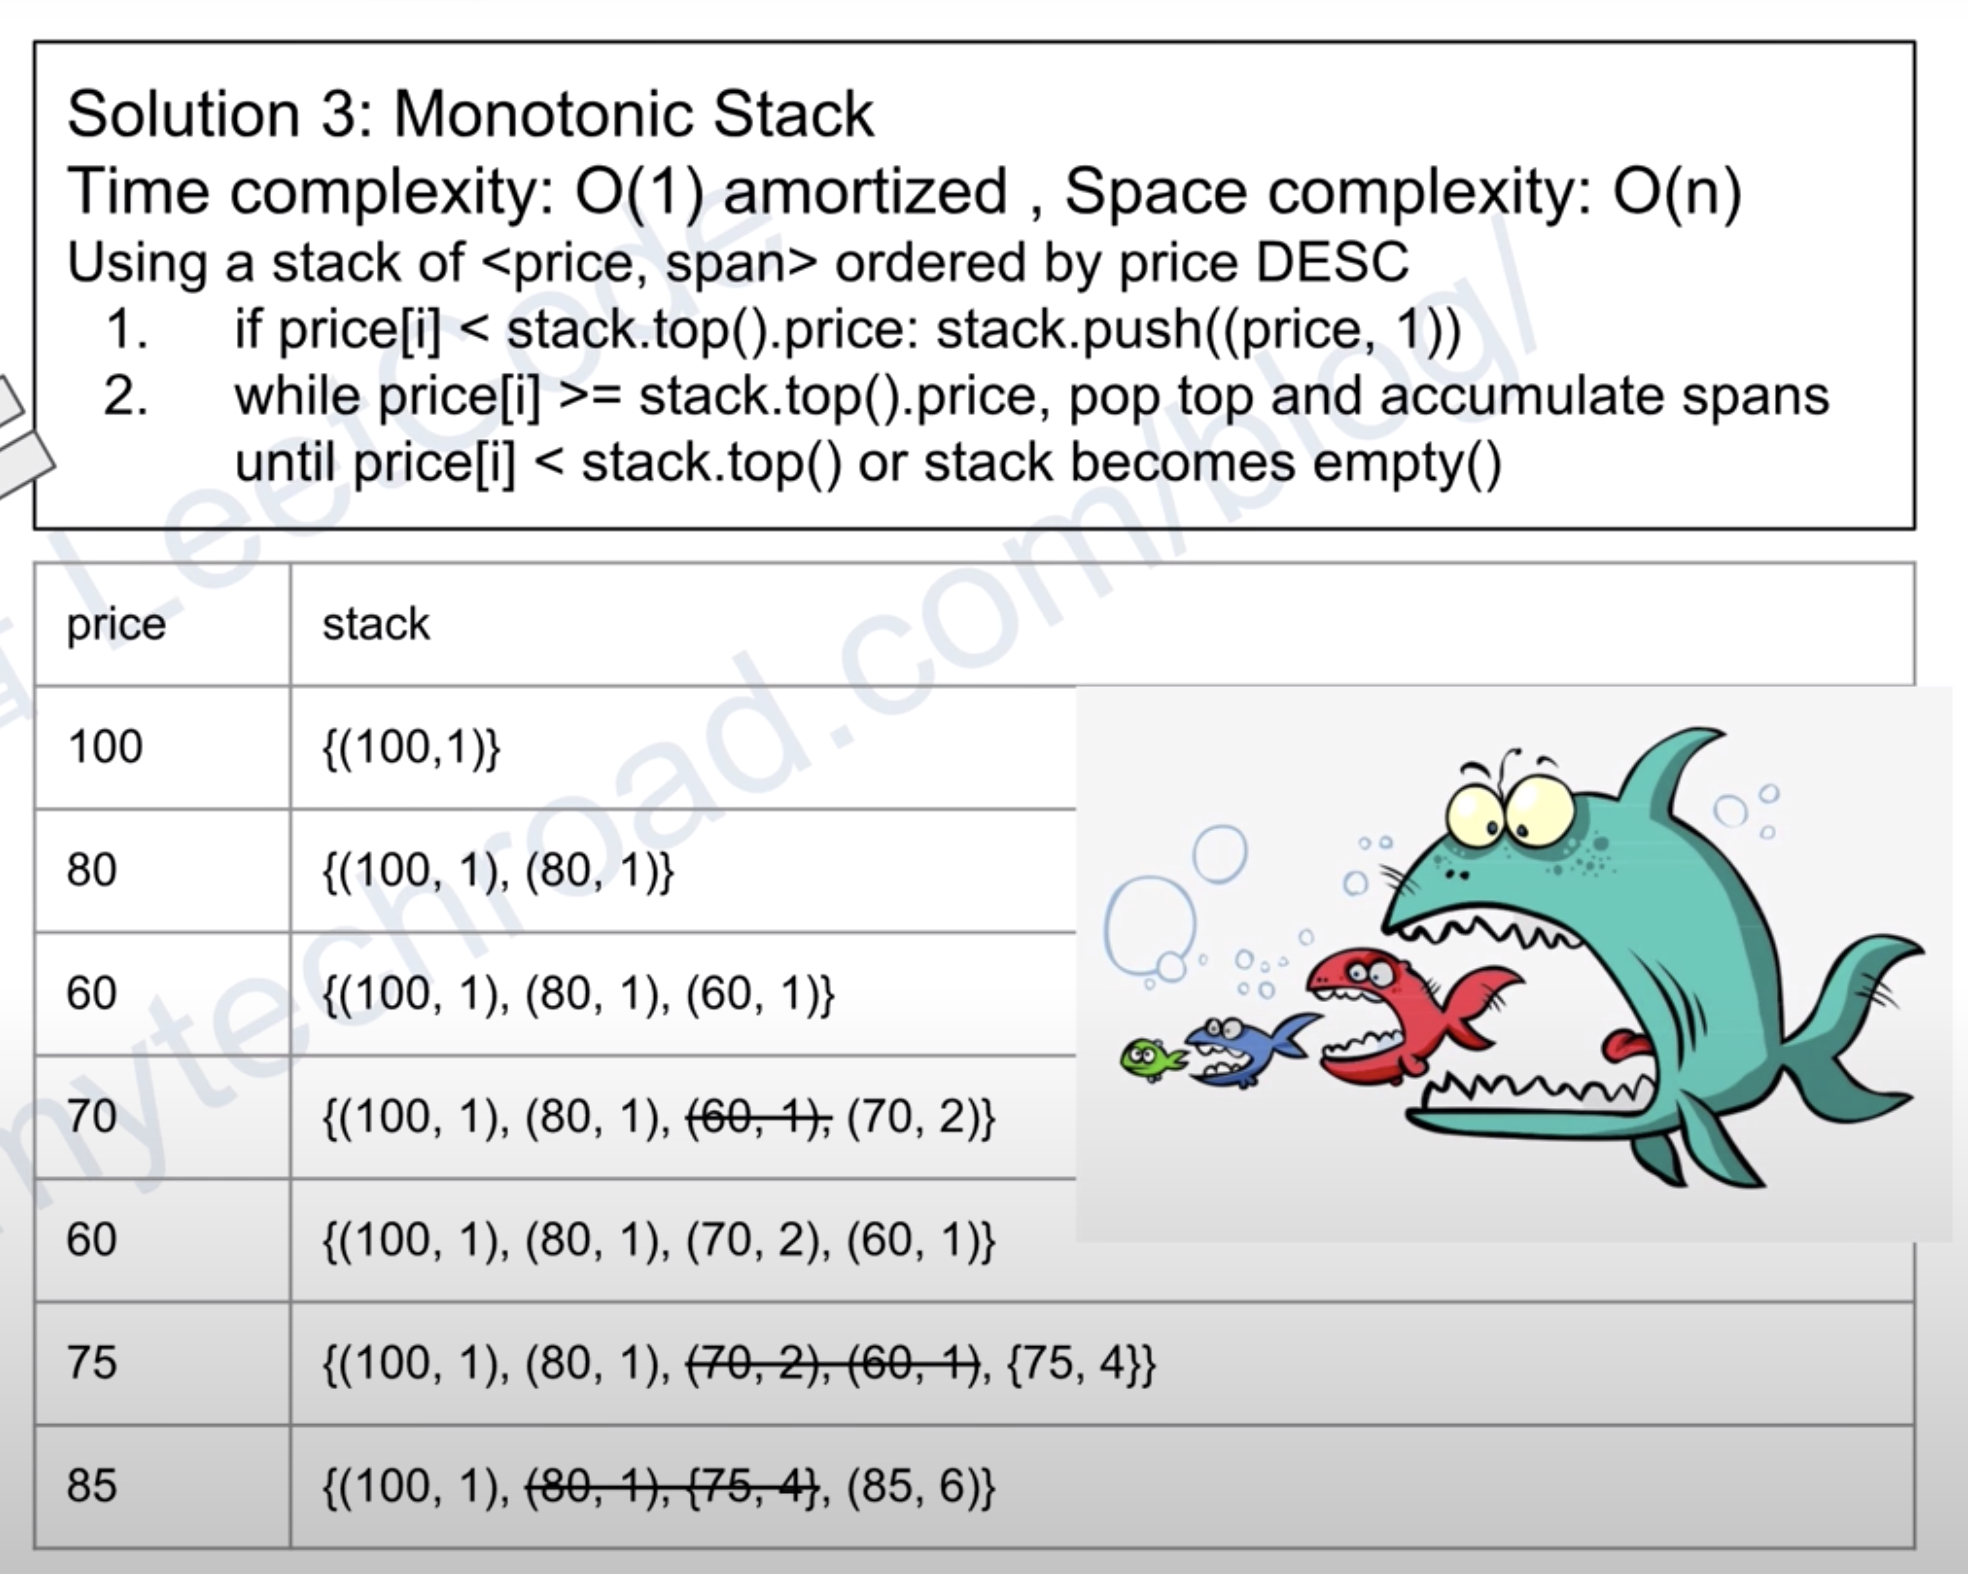 Solution 3: Monotonic Stack
Time complexity: O(1) amortized , Space complexity: O(n)
Using a stack of <price, span> ordered by price DESC
1. if price[i] < stack.top().price: stack.push((price, 1))
2. while price[i] >= stack.top().price, pop top and accumulate spans
until price[i] < stack.top() or stack becomes empty()
price stack
100 {(100,1)}
80 {(100, 1), (80, 1)}
60 {(100, 1), (80, 1), (60, 1)}
70 {(100, 1), (80, 1), (60, 1), (70, 2)}
60 {(100, 1), (80, 1), (70, 2), (60, 1)}
75 {(100, 1), (80, 1), (70, 2), (60, 1), {75, 4}}
85 {(100, 1), (80, 1), {75, 4}, (85, 6)}
LeetCode
mytechroad.com/blog/